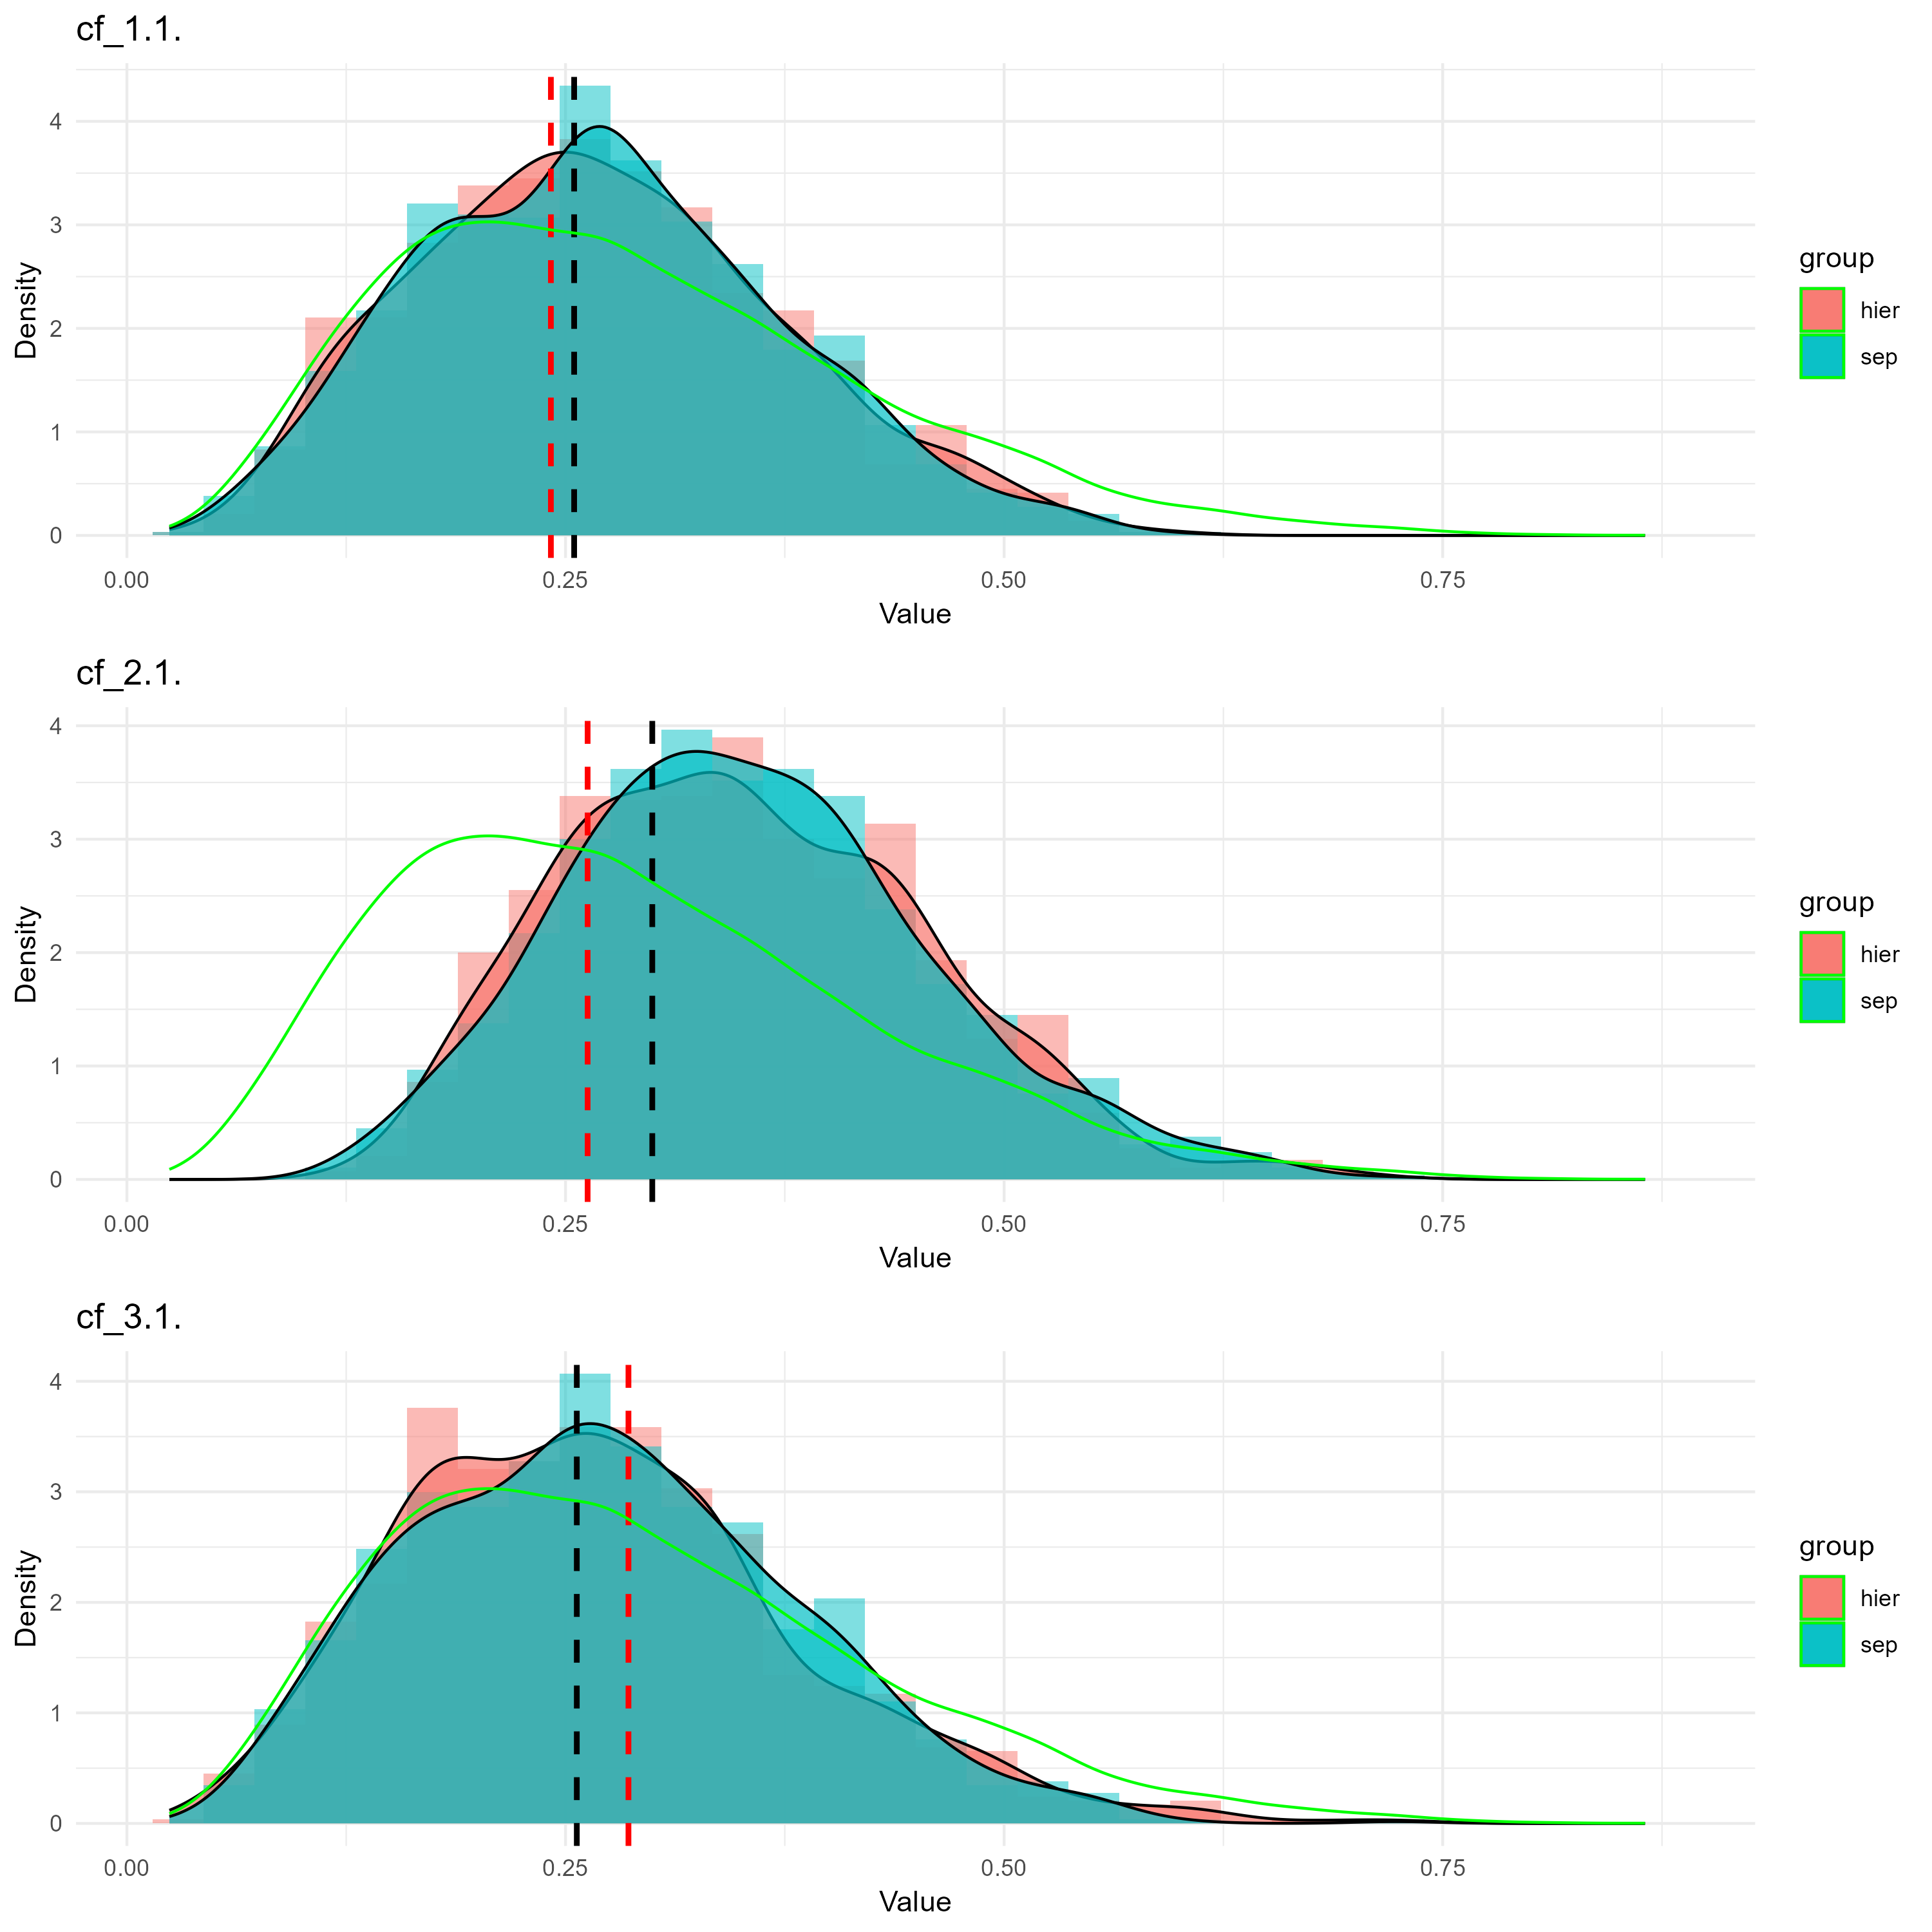 cf_1.1.
Density
4
3
2
1
0
0.00 0.25 0.50 0.75
Value
group
hier
sep
cf_2.1.
Density
4
3
2
1
0
0.00 0.25 0.50 0.75
Value
group
hier
sep
cf_3.1.
Density
4
3
2
1
0
0.00 0.25 0.50 0.75
Value
group
hier
sep